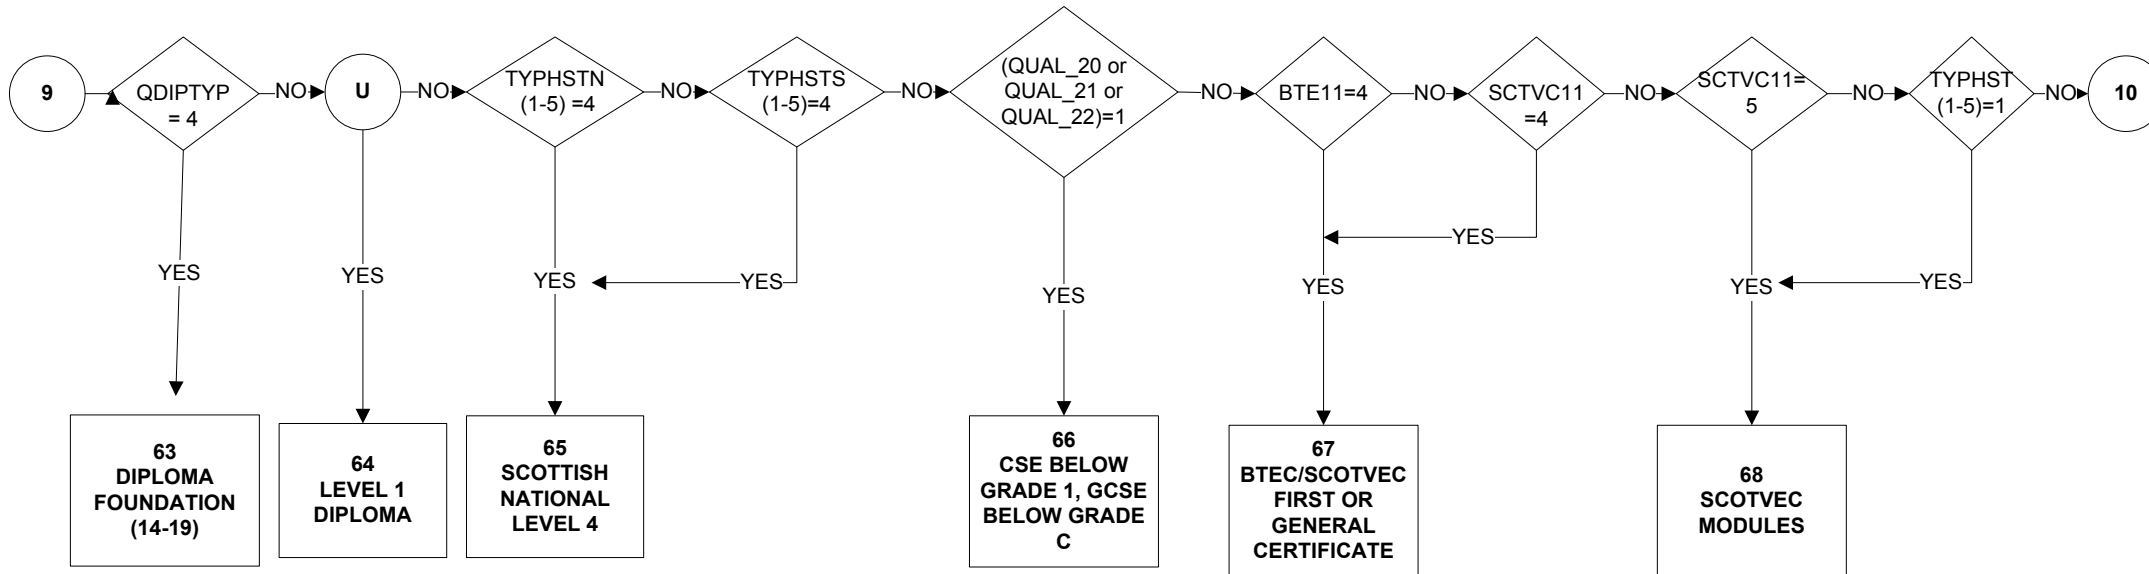 9
QDIPTYP
= 4
NO
U
NO
TYPHSTN
(1-5) =4
NO
TYPHSTS
(1-5)=4
NO
(QUAL_20 or
QUAL_21 or
QUAL_22)=1
NO
BTE11=4
NO
SCTVC11
=4
NO
SCTVC11=
5
NO
TYPHST
(1-5)=1
NO
10
YES
YES
YES
YES
YES
YES
YES
YES
YES
63
DIPLOMA
FOUNDATION
(14-19)
64
LEVEL 1
DIPLOMA
65
SCOTTISH
NATIONAL
LEVEL 4
66
CSE BELOW
GRADE 1, GCSE
BELOW GRADE
C
67
BTEC/SCOTVEC
FIRST OR
GENERAL
CERTIFICATE
68
SCOTVEC
MODULES